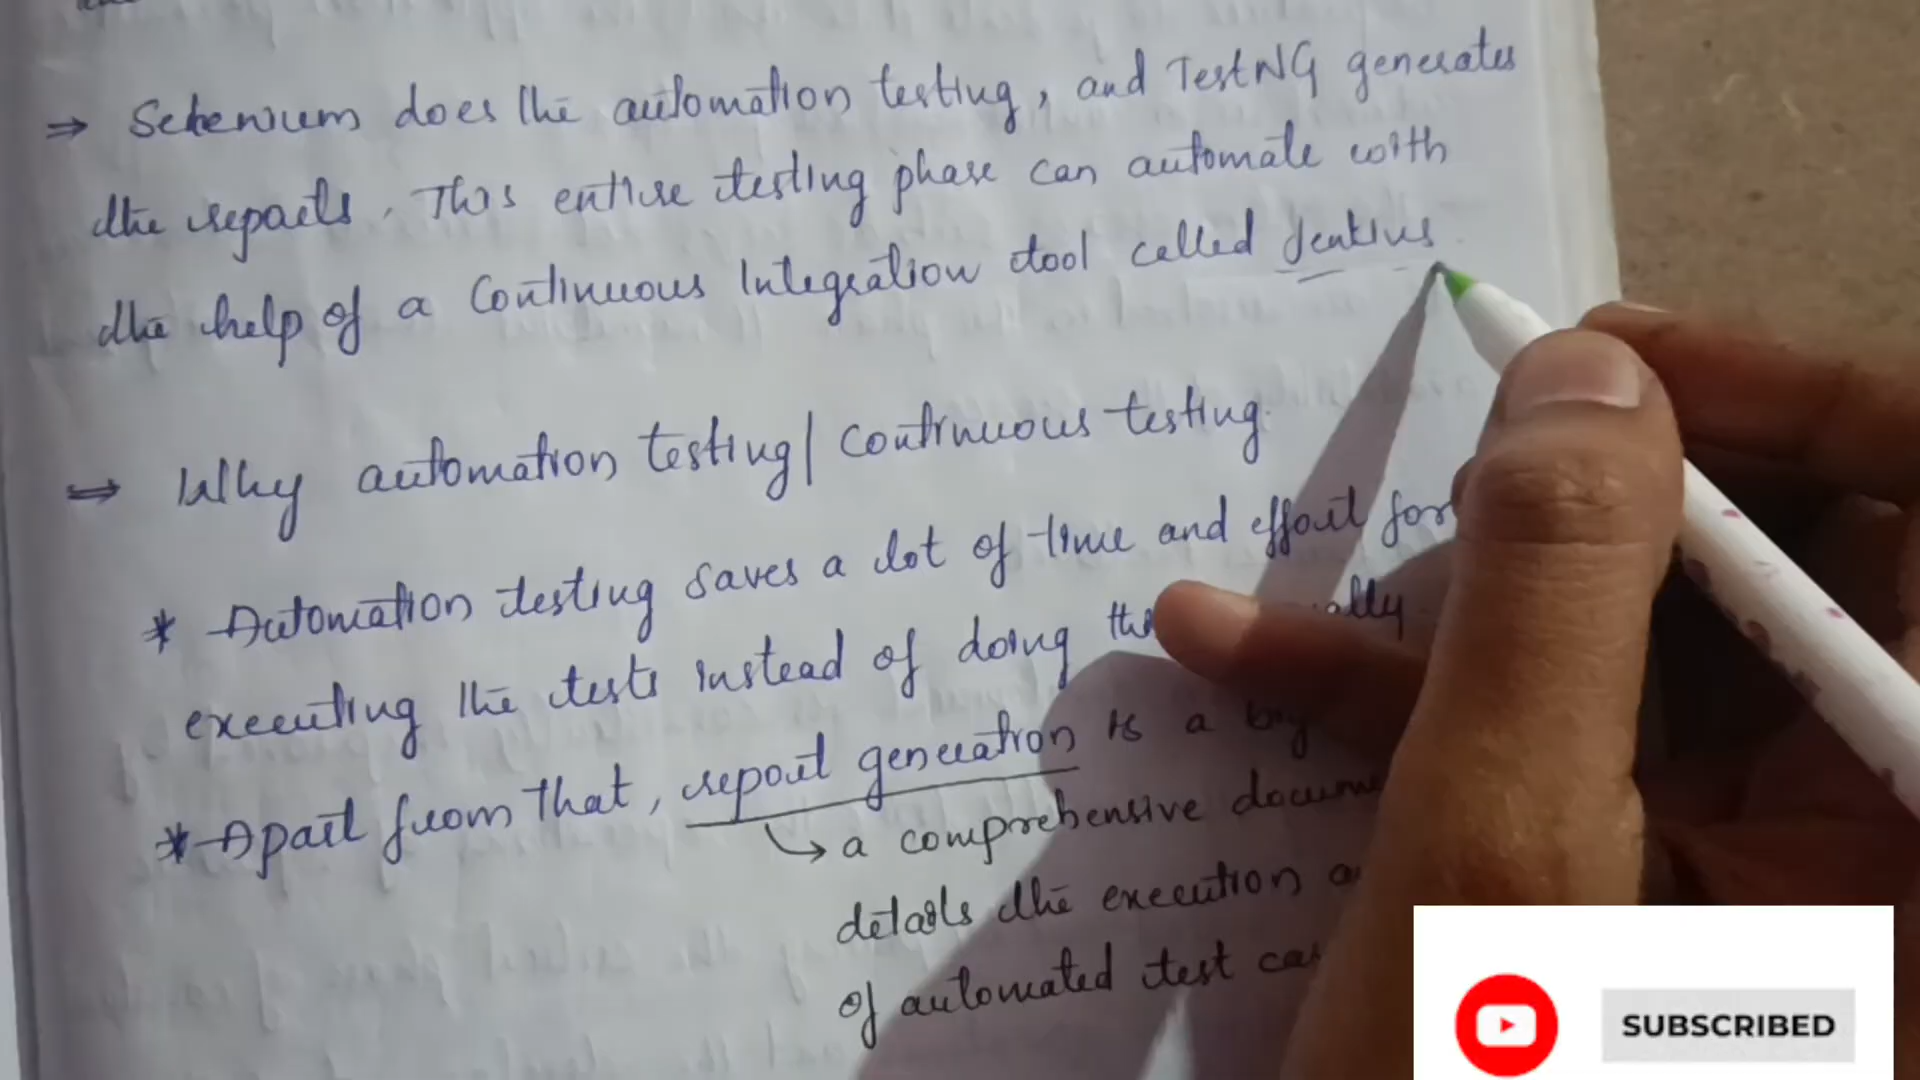 ⇒ Selenium does the automation testing, and TestNG generates
the reports. This entire testing phase can automate with
the help of a Continuous Integration tool called Jenkins
⇒ Why automation testing/ continuous testing.
* Automation testing saves a lot of time and effort for
executing the tests instead of doing
* Apart from that, report generation is a big
↳ a comprehensive
details the execution
of automated test
SUBSCRIBED